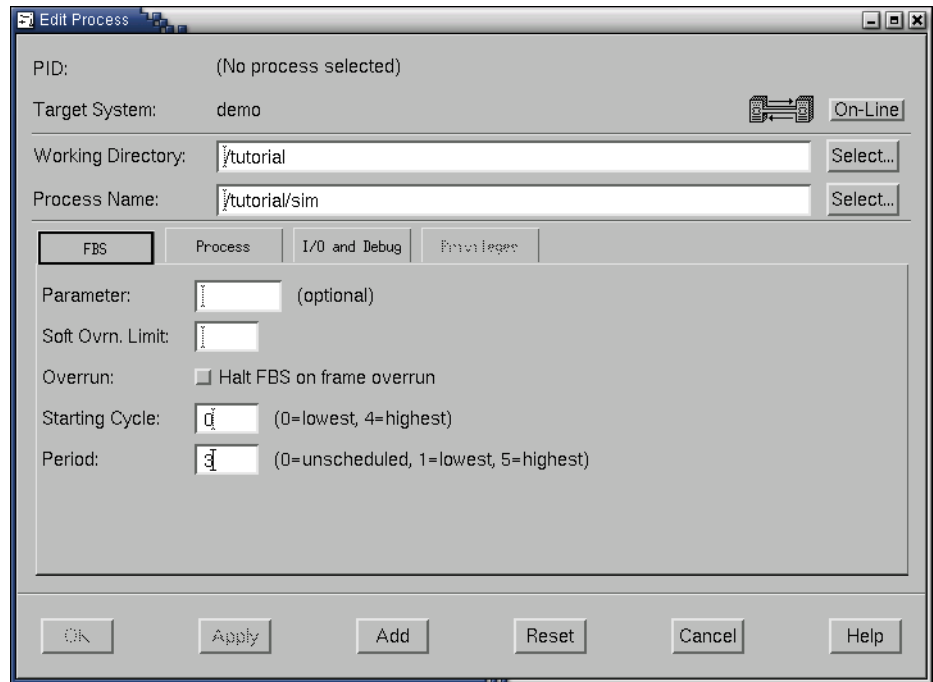 Edit Process
PID: (No process selected)
Target System: demo On-Line
Working Directory: /tutorial Select...
Process Name: /tutorial/sim Select...
FBS Process I/O and Debug Privileges
Parameter: (optional)
Soft Ovrn. Limit:
Overrun: Halt FBS on frame overrun
Starting Cycle: 0 (0=lowest, 4=highest)
Period: 3 (0=unscheduled, 1=lowest, 5=highest)
OK Apply Add Reset Cancel Help